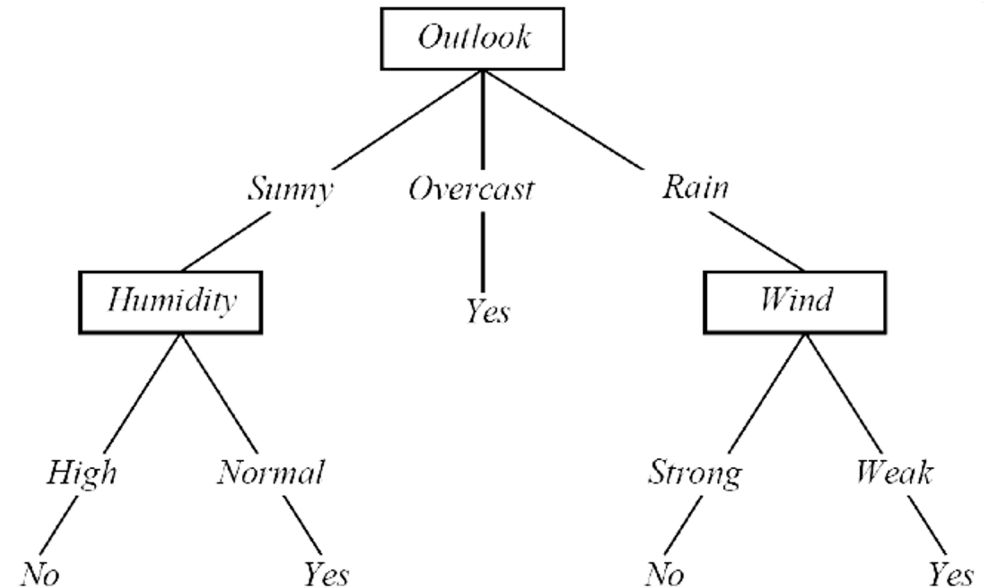 Outlook
Sunny Overcast Rain
Humidity Yes Wind
High Normal Strong Weak
No Yes No Yes